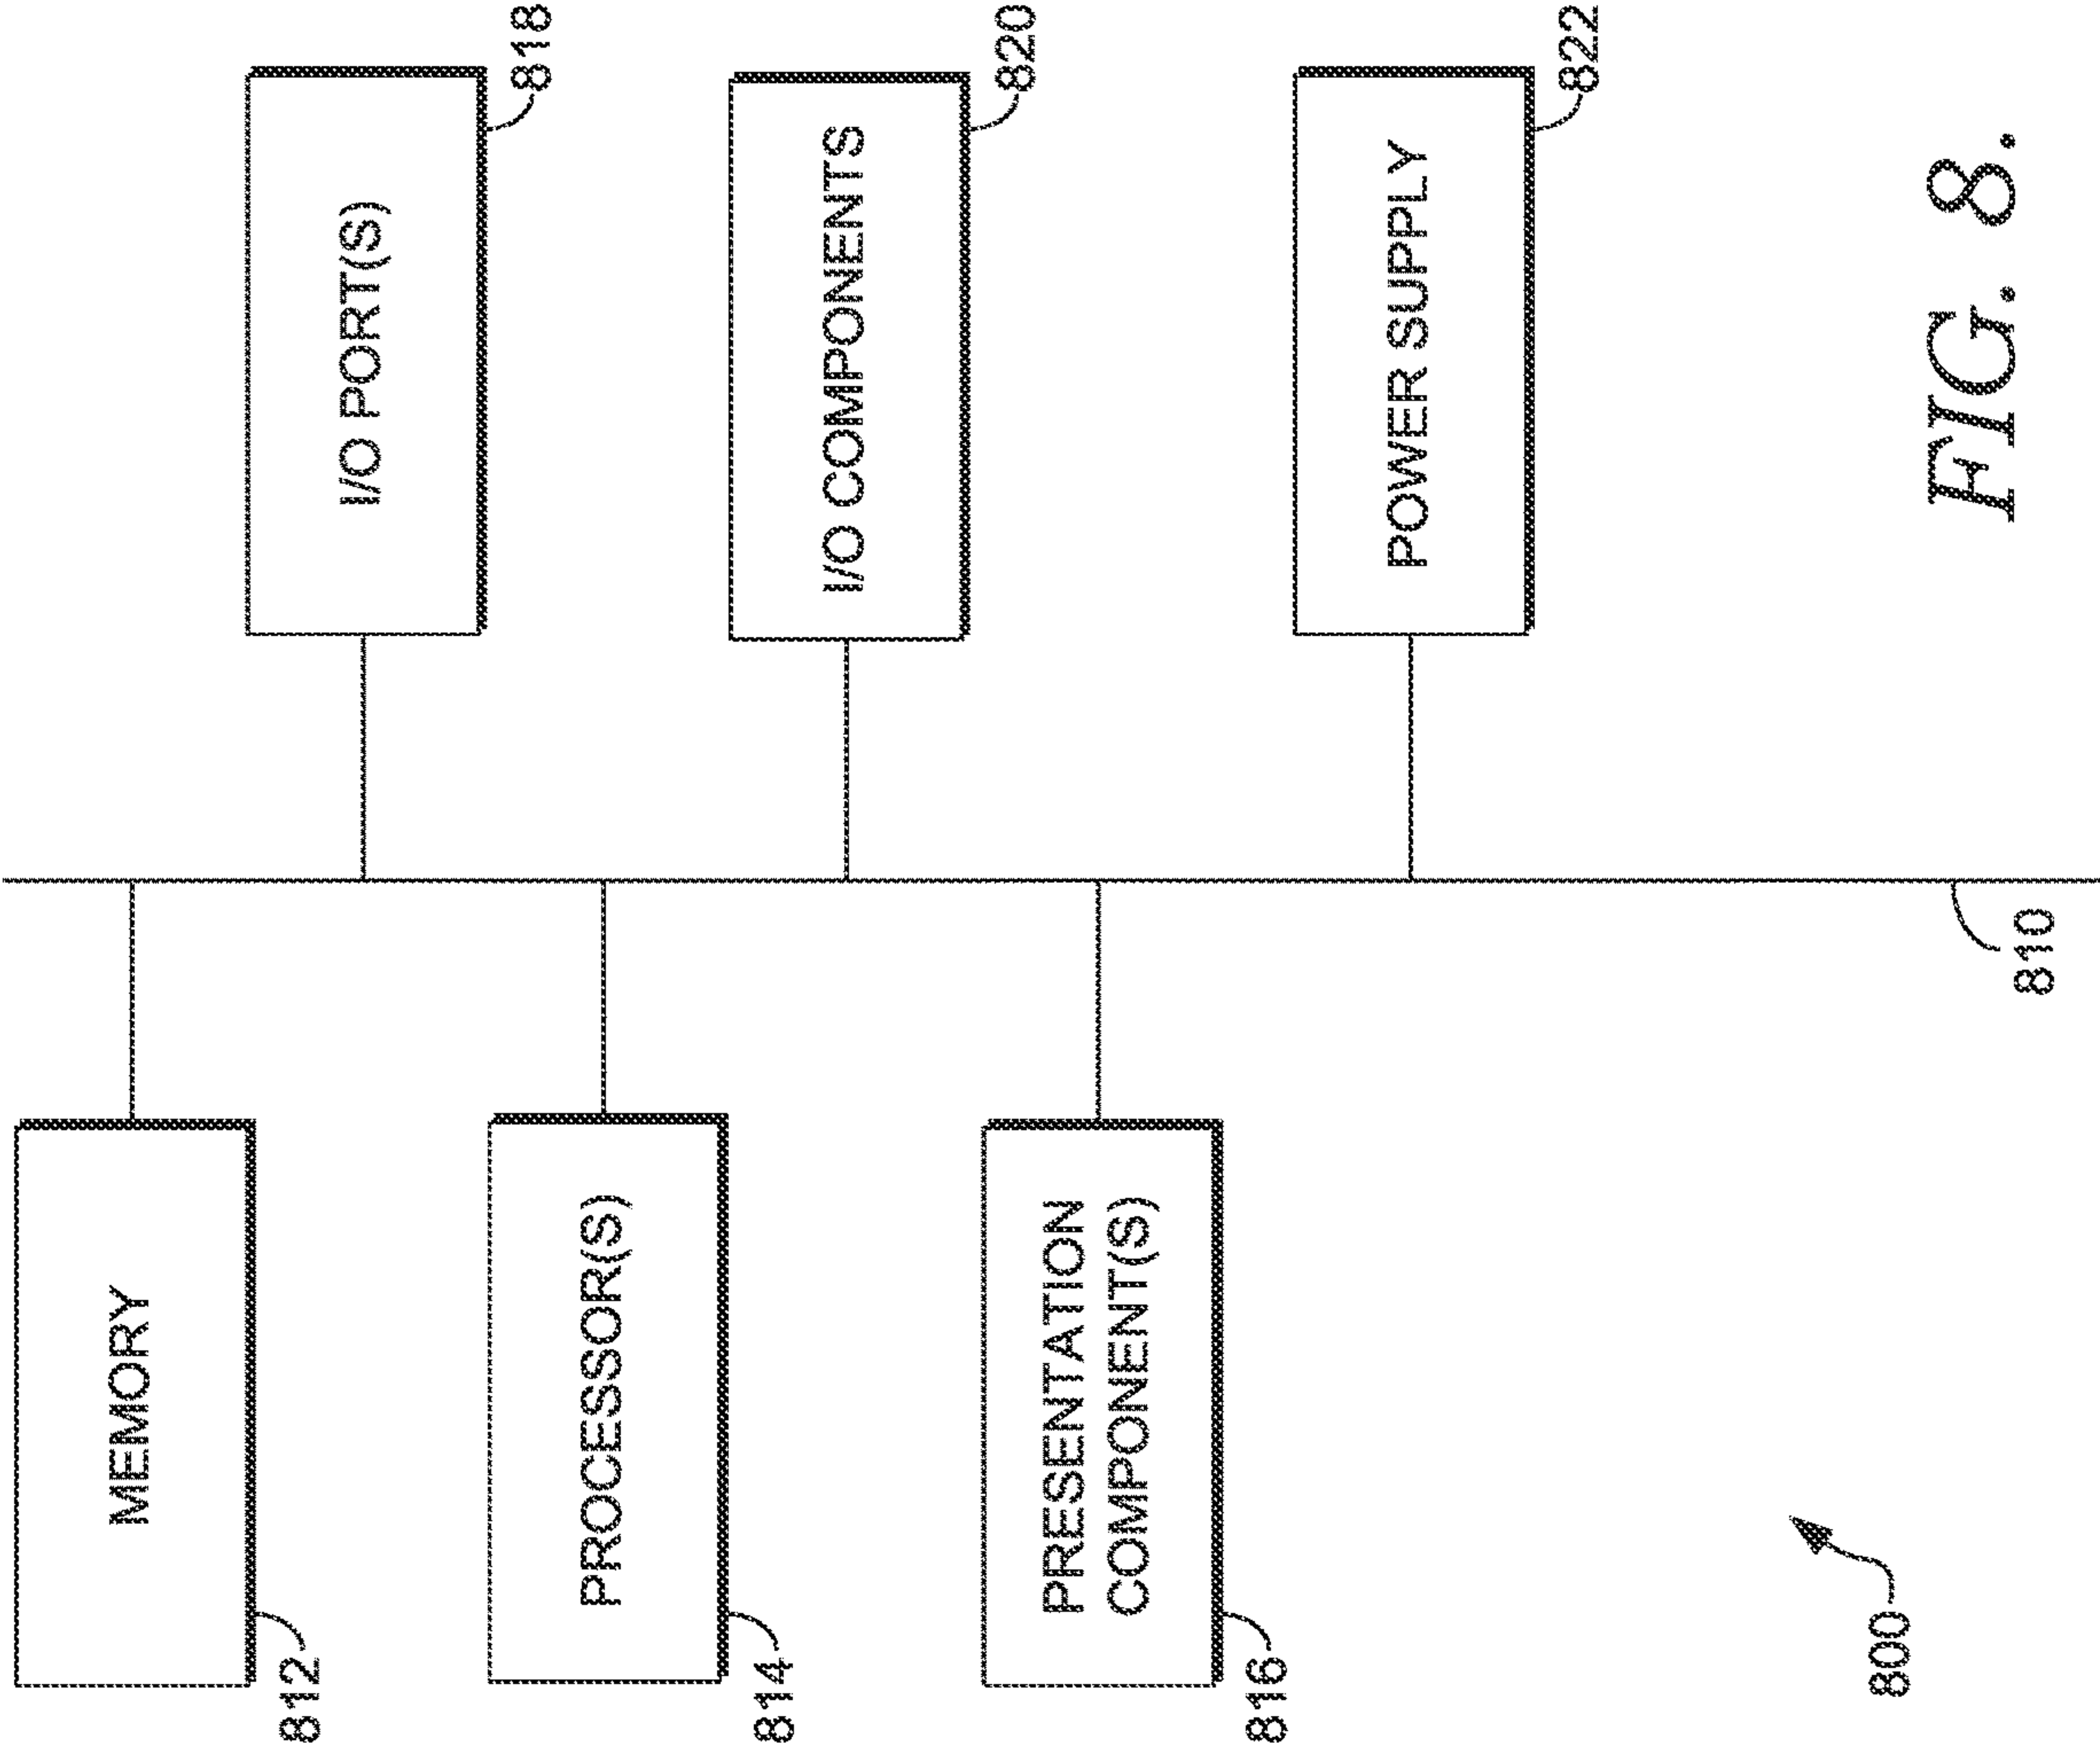 MEMORY
812
PROCESSOR(S)
814
PRESENTATION
COMPONENT(S)
816
800
I/O PORT(S)
818
I/O COMPONENTS
820
POWER SUPPLY
822
810
FIG. 8.